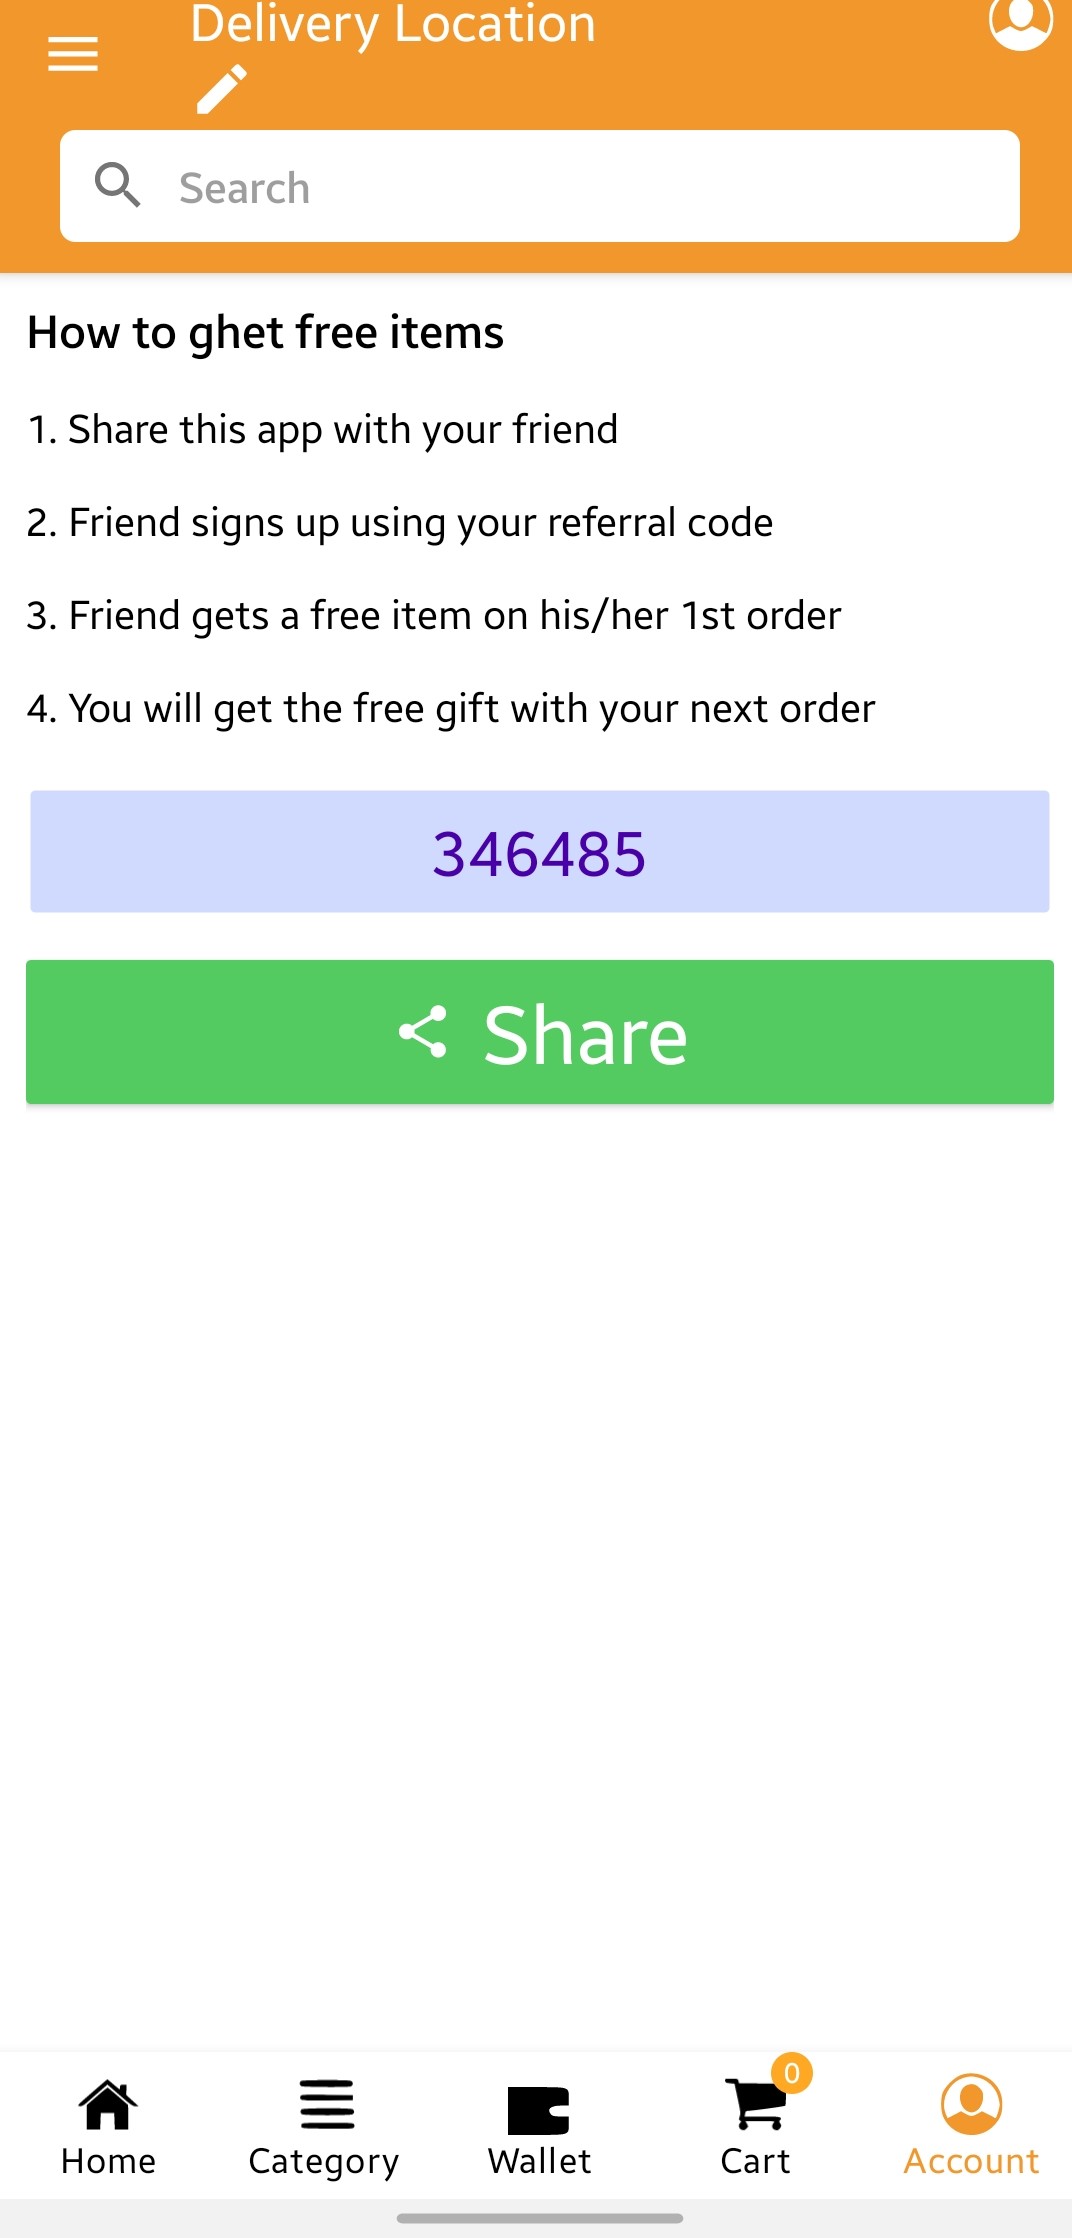 Delivery Location
Search
How to ghet free items
1. Share this app with your friend
2. Friend signs up using your referral code
3. Friend gets a free item on his/her 1st order
4. You will get the free gift with your next order
346485
Share
0
Home Category Wallet Cart Account